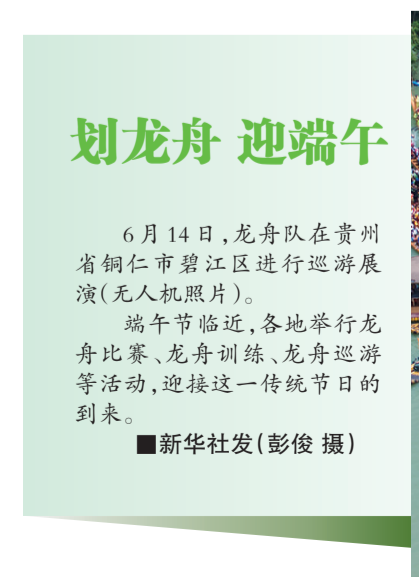 划龙舟 迎端午
6月14日,龙舟队在贵州
省铜仁市碧江区进行巡游展
演(无人机照片)。
端午节临近,各地举行龙
舟比赛、龙舟训练、龙舟巡游
等活动,迎接这一传统节日的
到来。
■新华社发(彭俊 摄)